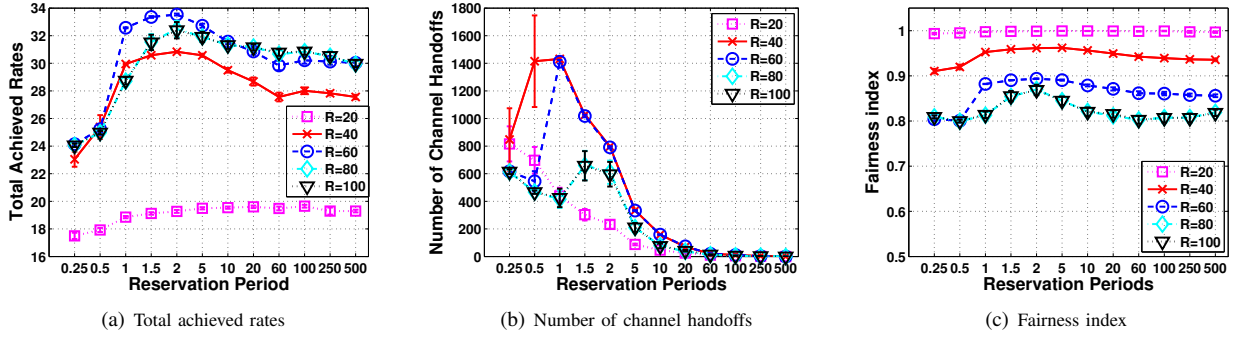 36
34
32
30
28
26
24
22
20
18
16
Total Achieved Rates
R=20
R=40
R=60
R=80
R=100
0.25 0.5 1 1.5 2 5 10 20 60 100 250 500
Reservation Period
(a) Total achieved rates
1800
1600
1400
1200
1000
800
600
400
200
0
Number of Channel Handoffs
R=20
R=40
R=60
R=80
R=100
0.25 0.5 1 1.5 2 5 10 20 60 100 250 500
Reservation Periods
(b) Number of channel handoffs
1
0.9
0.8
0.7
0.6
0.5
Fairness index
R=20
R=40
R=60
R=80
R=100
0.25 0.5 1 1.5 2 5 10 20 60 100 250 500
Reservation Periods
(c) Fairness index